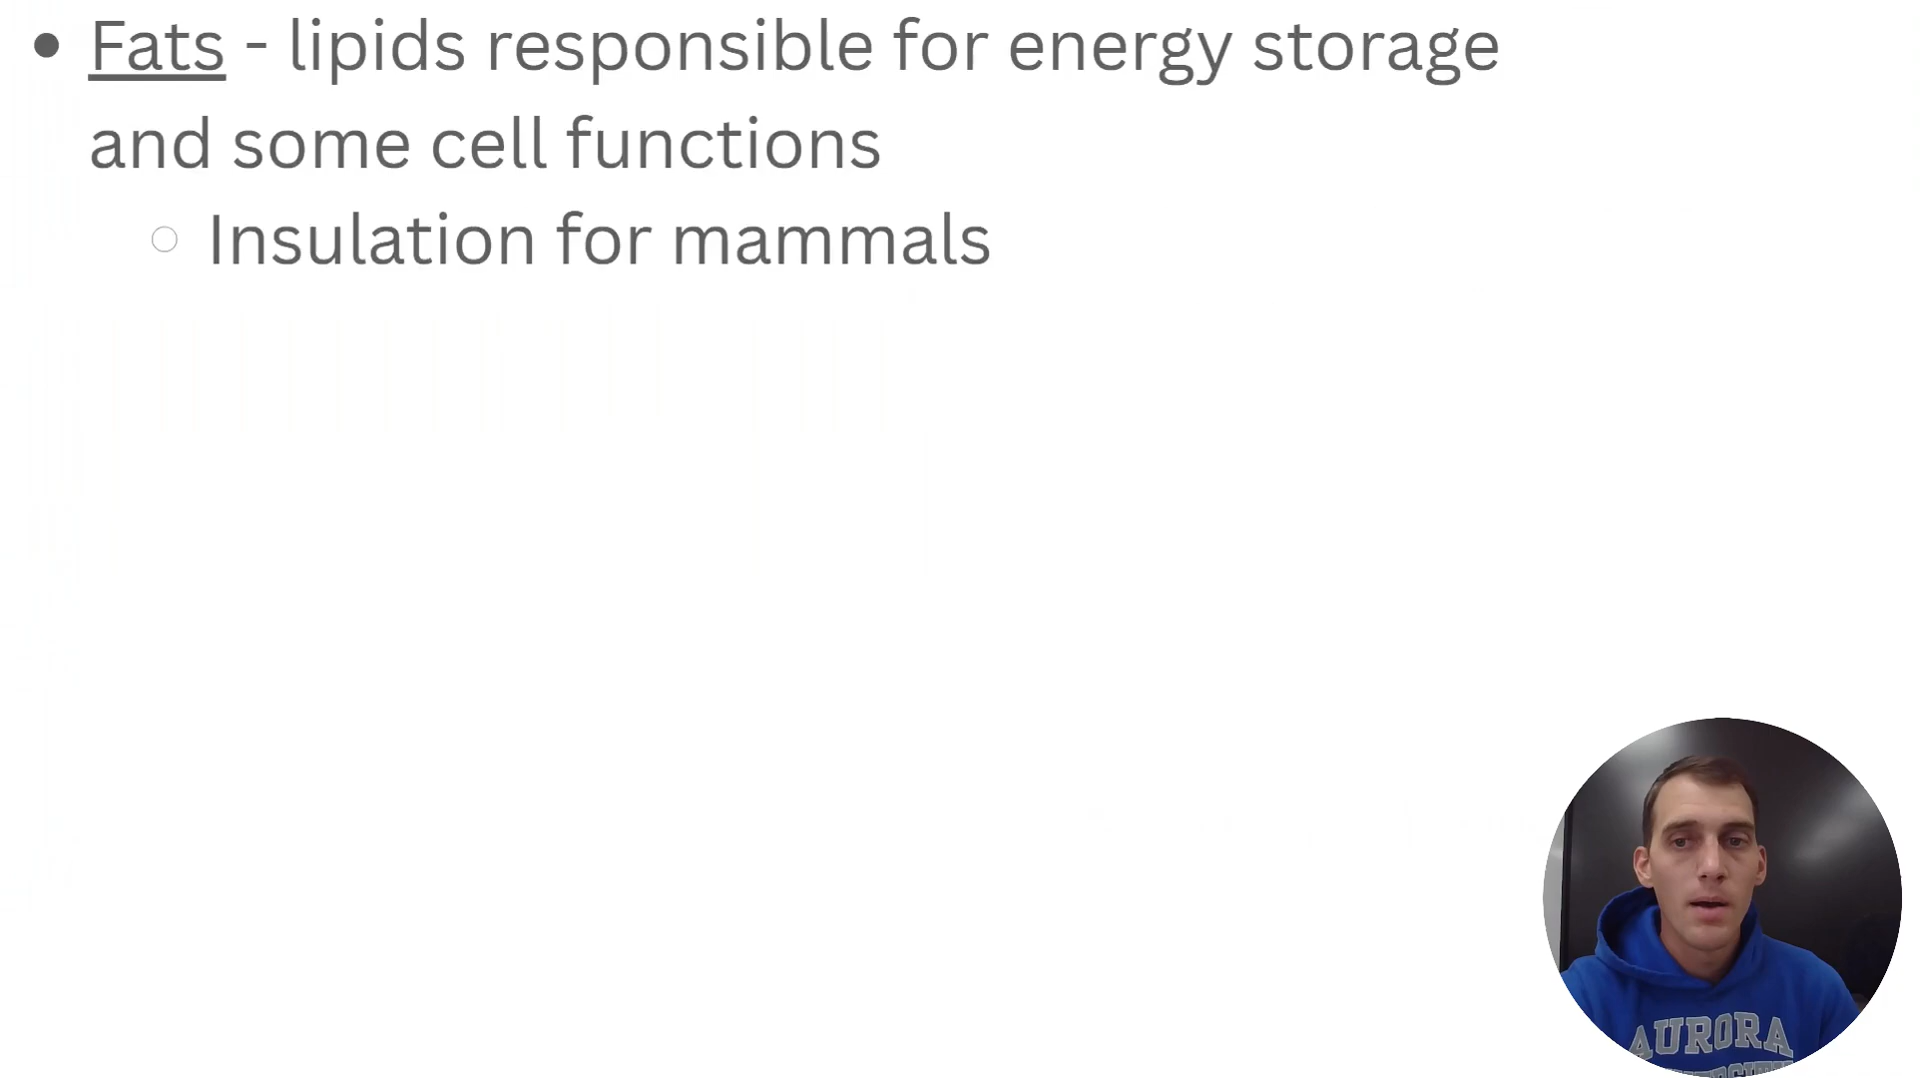 • Fats - lipids responsible for energy storage
and some cell functions
○ Insulation for mammals
AURORA